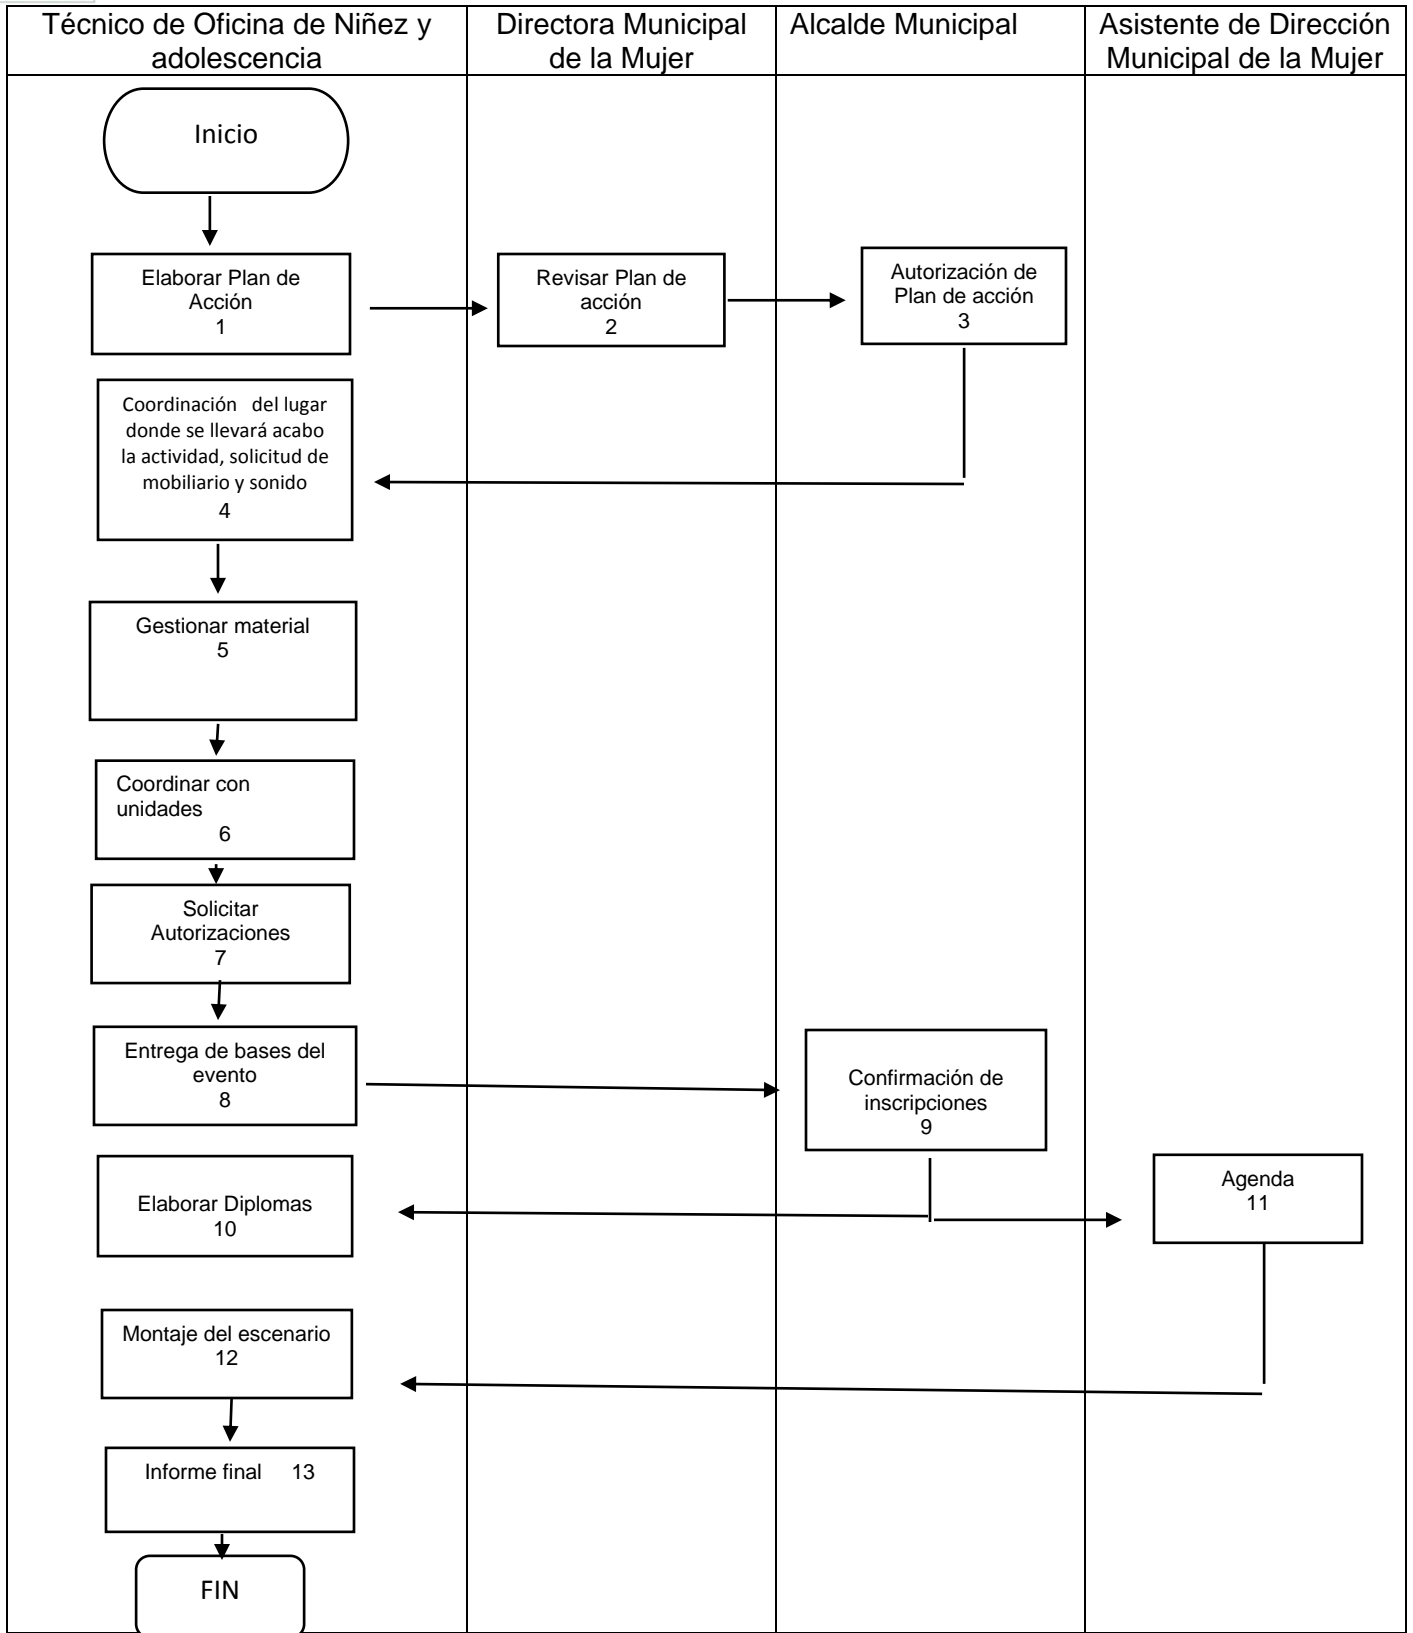 Técnico de Oficina de Niñez y
adolescencia
Directora Municipal
de la Mujer
Alcalde Municipal
Asistente de Dirección
Municipal de la Mujer
Inicio
Elaborar Plan de
Acción
1
Revisar Plan de
acción
2
Autorización de
Plan de acción
3
Coordinación del lugar
donde se llevará acabo
la actividad, solicitud de
mobiliario y sonido
4
Gestionar material
5
Coordinar con
unidades
6
Solicitar
Autorizaciones
7
Entrega de bases del
evento
8
Confirmación de
inscripciones
9
Elaborar Diplomas
10
Agenda
11
Montaje del escenario
12
Informe final 13
FIN